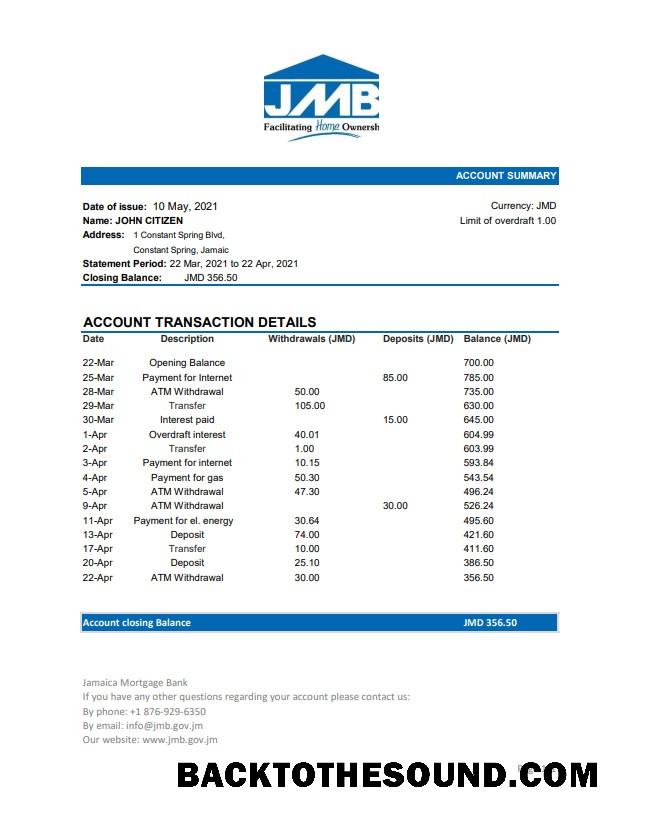 JMB
Facilitating Home Ownersh
ACCOUNT SUMMARY
Date of issue: 10 May, 2021 Currency: JMD
Name: JOHN CITIZEN Limit of overdraft 1.00
Address: 1 Constant Spring Blvd,
Constant Spring, Jamaic
Statement Period: 22 Mar, 2021 to 22 Apr, 2021
Closing Balance: JMD 356.50
ACCOUNT TRANSACTION DETAILS
Date Description Withdrawals (JMD) Deposits (JMD) Balance (JMD)
22-Mar Opening Balance 700.00
25-Mar Payment for Internet 85.00 785.00
28-Mar ATM Withdrawal 50.00 735.00
29-Mar Transfer 105.00 630.00
30-Mar Interest paid 15.00 645.00
1-Apr Overdraft interest 40.01 604.99
2-Apr Transfer 1.00 603.99
3-Apr Payment for internet 10.15 593.84
4-Apr Payment for gas 50.30 543.54
5-Apr ATM Withdrawal 47.30 496.24
9-Apr ATM Withdrawal 30.00 526.24
11-Apr Payment for el. energy 30.64 495.60
13-Apr Deposit 74.00 421.60
17-Apr Transfer 10.00 411.60
20-Apr Deposit 25.10 386.50
22-Apr ATM Withdrawal 30.00 356.50
Account closing Balance JMD 356.50
Jamaica Mortgage Bank
If you have any other questions regarding your account please contact us:
By phone: +1 876-929-6350
By email: info@jmb.gov.jm
Our website: www.jmb.gov.jm
BACKTOTHESOUND.COM